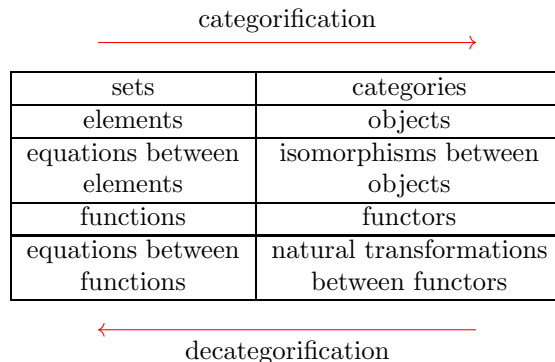 categorification
sets categories
elements objects
equations between isomorphisms between
elements objects
functions functors
equations between natural transformations
functions between functors
decategorification